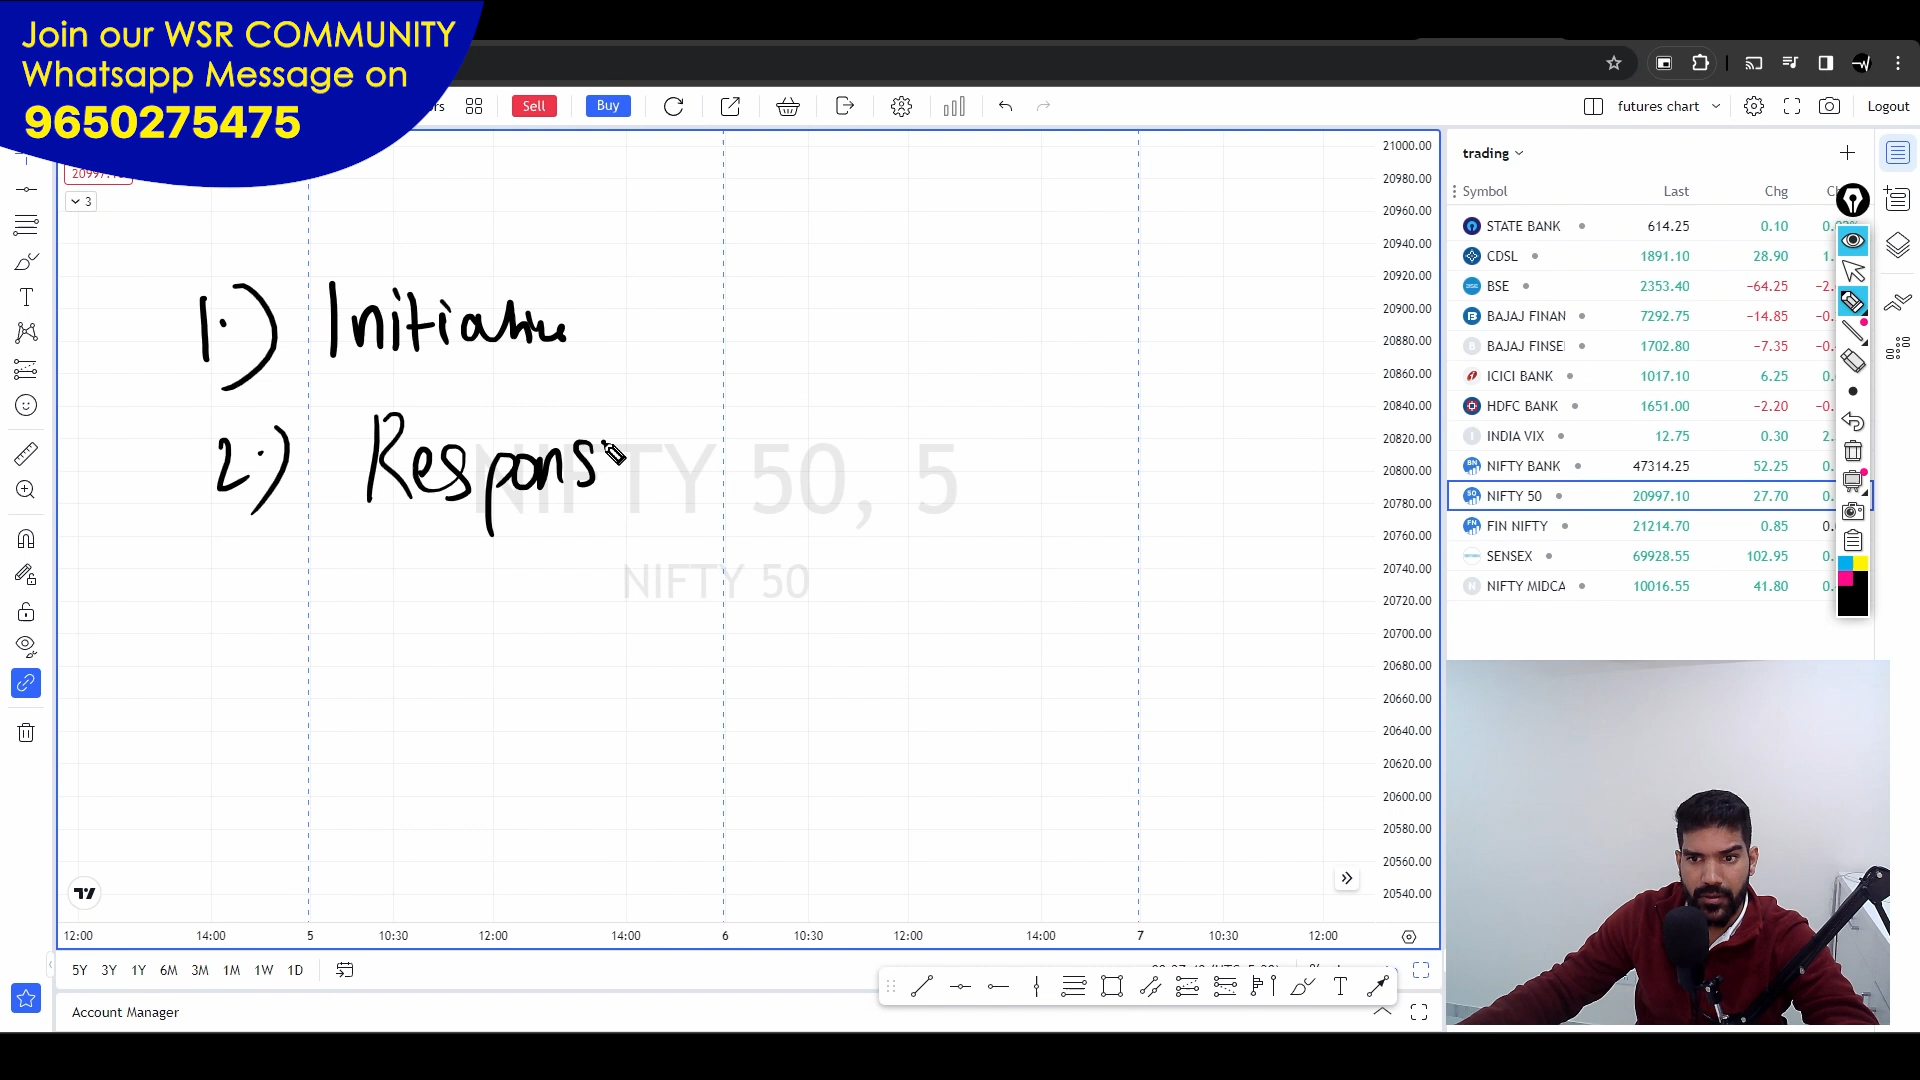 Join our WSR COMMUNITY
Whatsapp Message on
9650275475
rs Sell Buy futures chart Logout
3
1.) Initiative
2.) Respons
NIFTY 50, 5
NIFTY 50
21000.00
20980.00
20960.00
20940.00
20920.00
20900.00
20880.00
20860.00
20840.00
20820.00
20800.00
20780.00
20760.00
20740.00
20720.00
20700.00
20680.00
20660.00
20640.00
20620.00
20600.00
20580.00
20560.00
20540.00
12:00 14:00 5 10:30 12:00 14:00 6 10:30 12:00 14:00 7 10:30 12:00
5Y 3Y 1Y 6M 3M 1M 1W 1D
Account Manager
trading
Symbol Last Chg
STATE BANK 614.25 0.10
CDSL 1891.10 28.90
BSE 2353.40 −64.25
BAJAJ FINAN 7292.75 −14.85
BAJAJ FINSE 1702.80 −7.35
ICICI BANK 1017.10 6.25
HDFC BANK 1651.00 −2.20
INDIA VIX 12.75 0.30
NIFTY BANK 47314.25 52.25
NIFTY 50 20997.10 27.70
FIN NIFTY 21214.70 0.85
SENSEX 69928.55 102.95
NIFTY MIDCA 10016.55 41.80